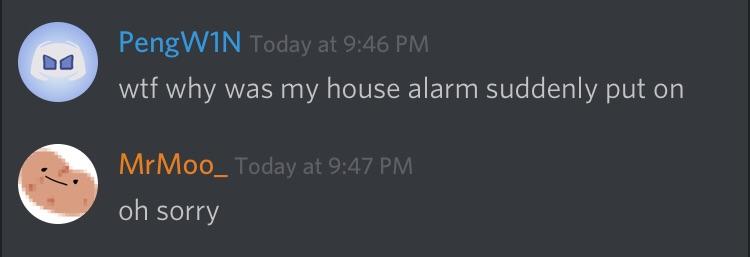 PengW1N Today at 9:46 PM
wtf why was my house alarm suddenly put on
MrMoo_ Today at 9:47 PM
oh sorry